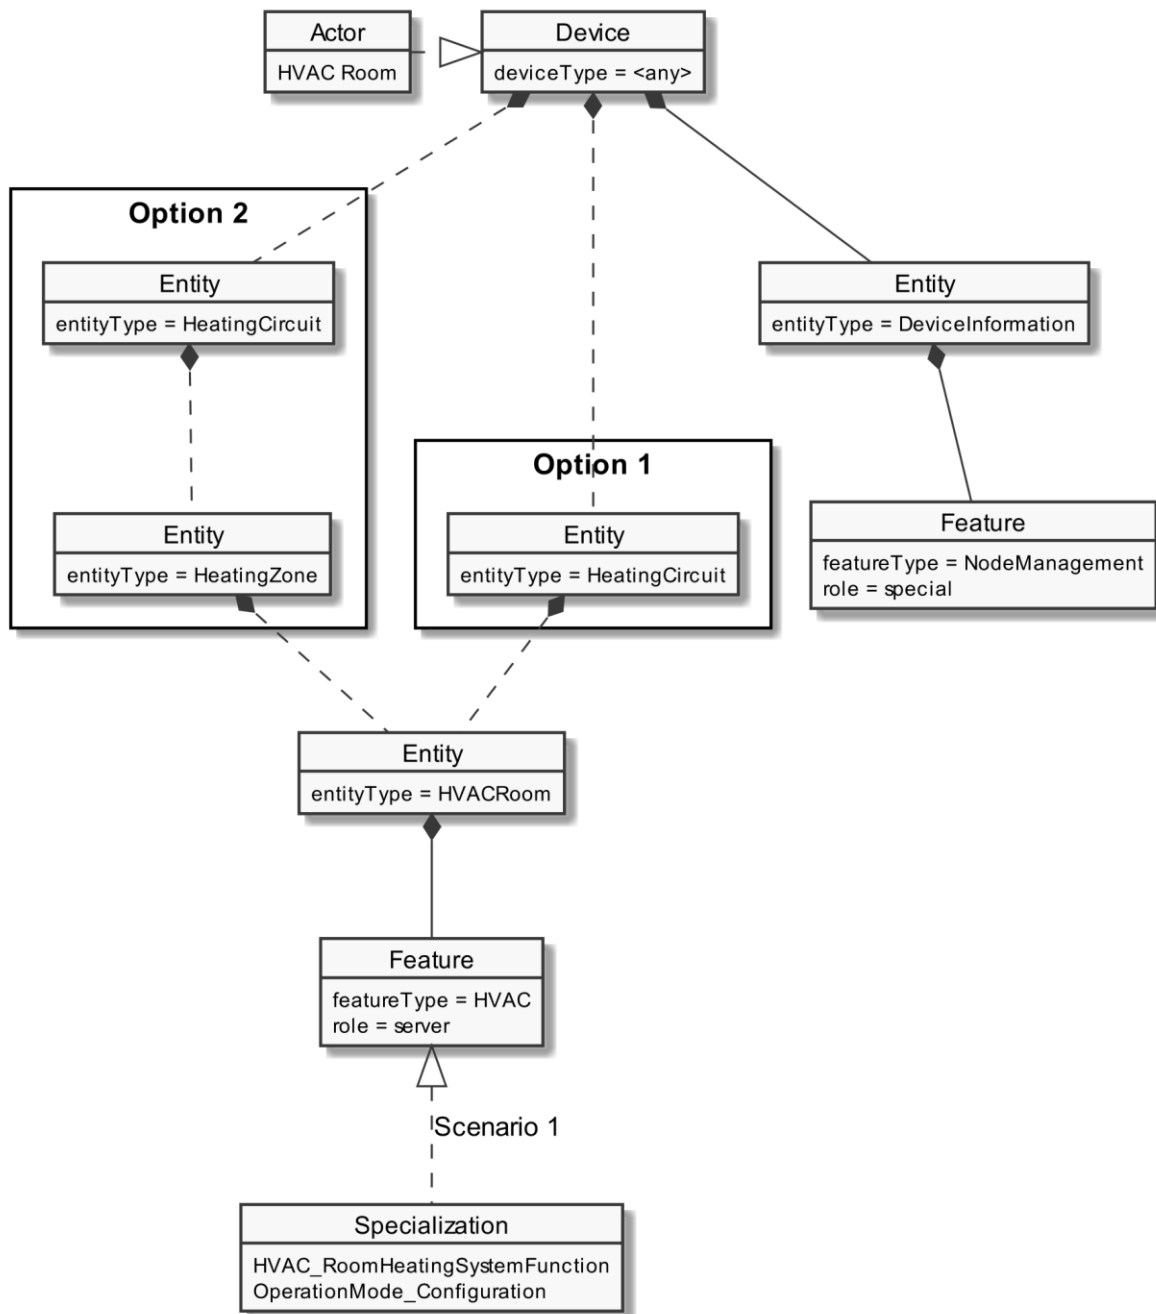 Actor
HVAC Room
Device
deviceType = <any>
Option 2
Entity
entityType = HeatingCircuit
Entity
entityType = HeatingZone
Option 1
Entity
entityType = HeatingCircuit
Entity
entityType = DeviceInformation
Feature
featureType = NodeManagement
role = special
Entity
entityType = HVACRoom
Feature
featureType = HVAC
role = server
Scenario 1
Specialization
HVAC_RoomHeatingSystemFunction
OperationMode_Configuration